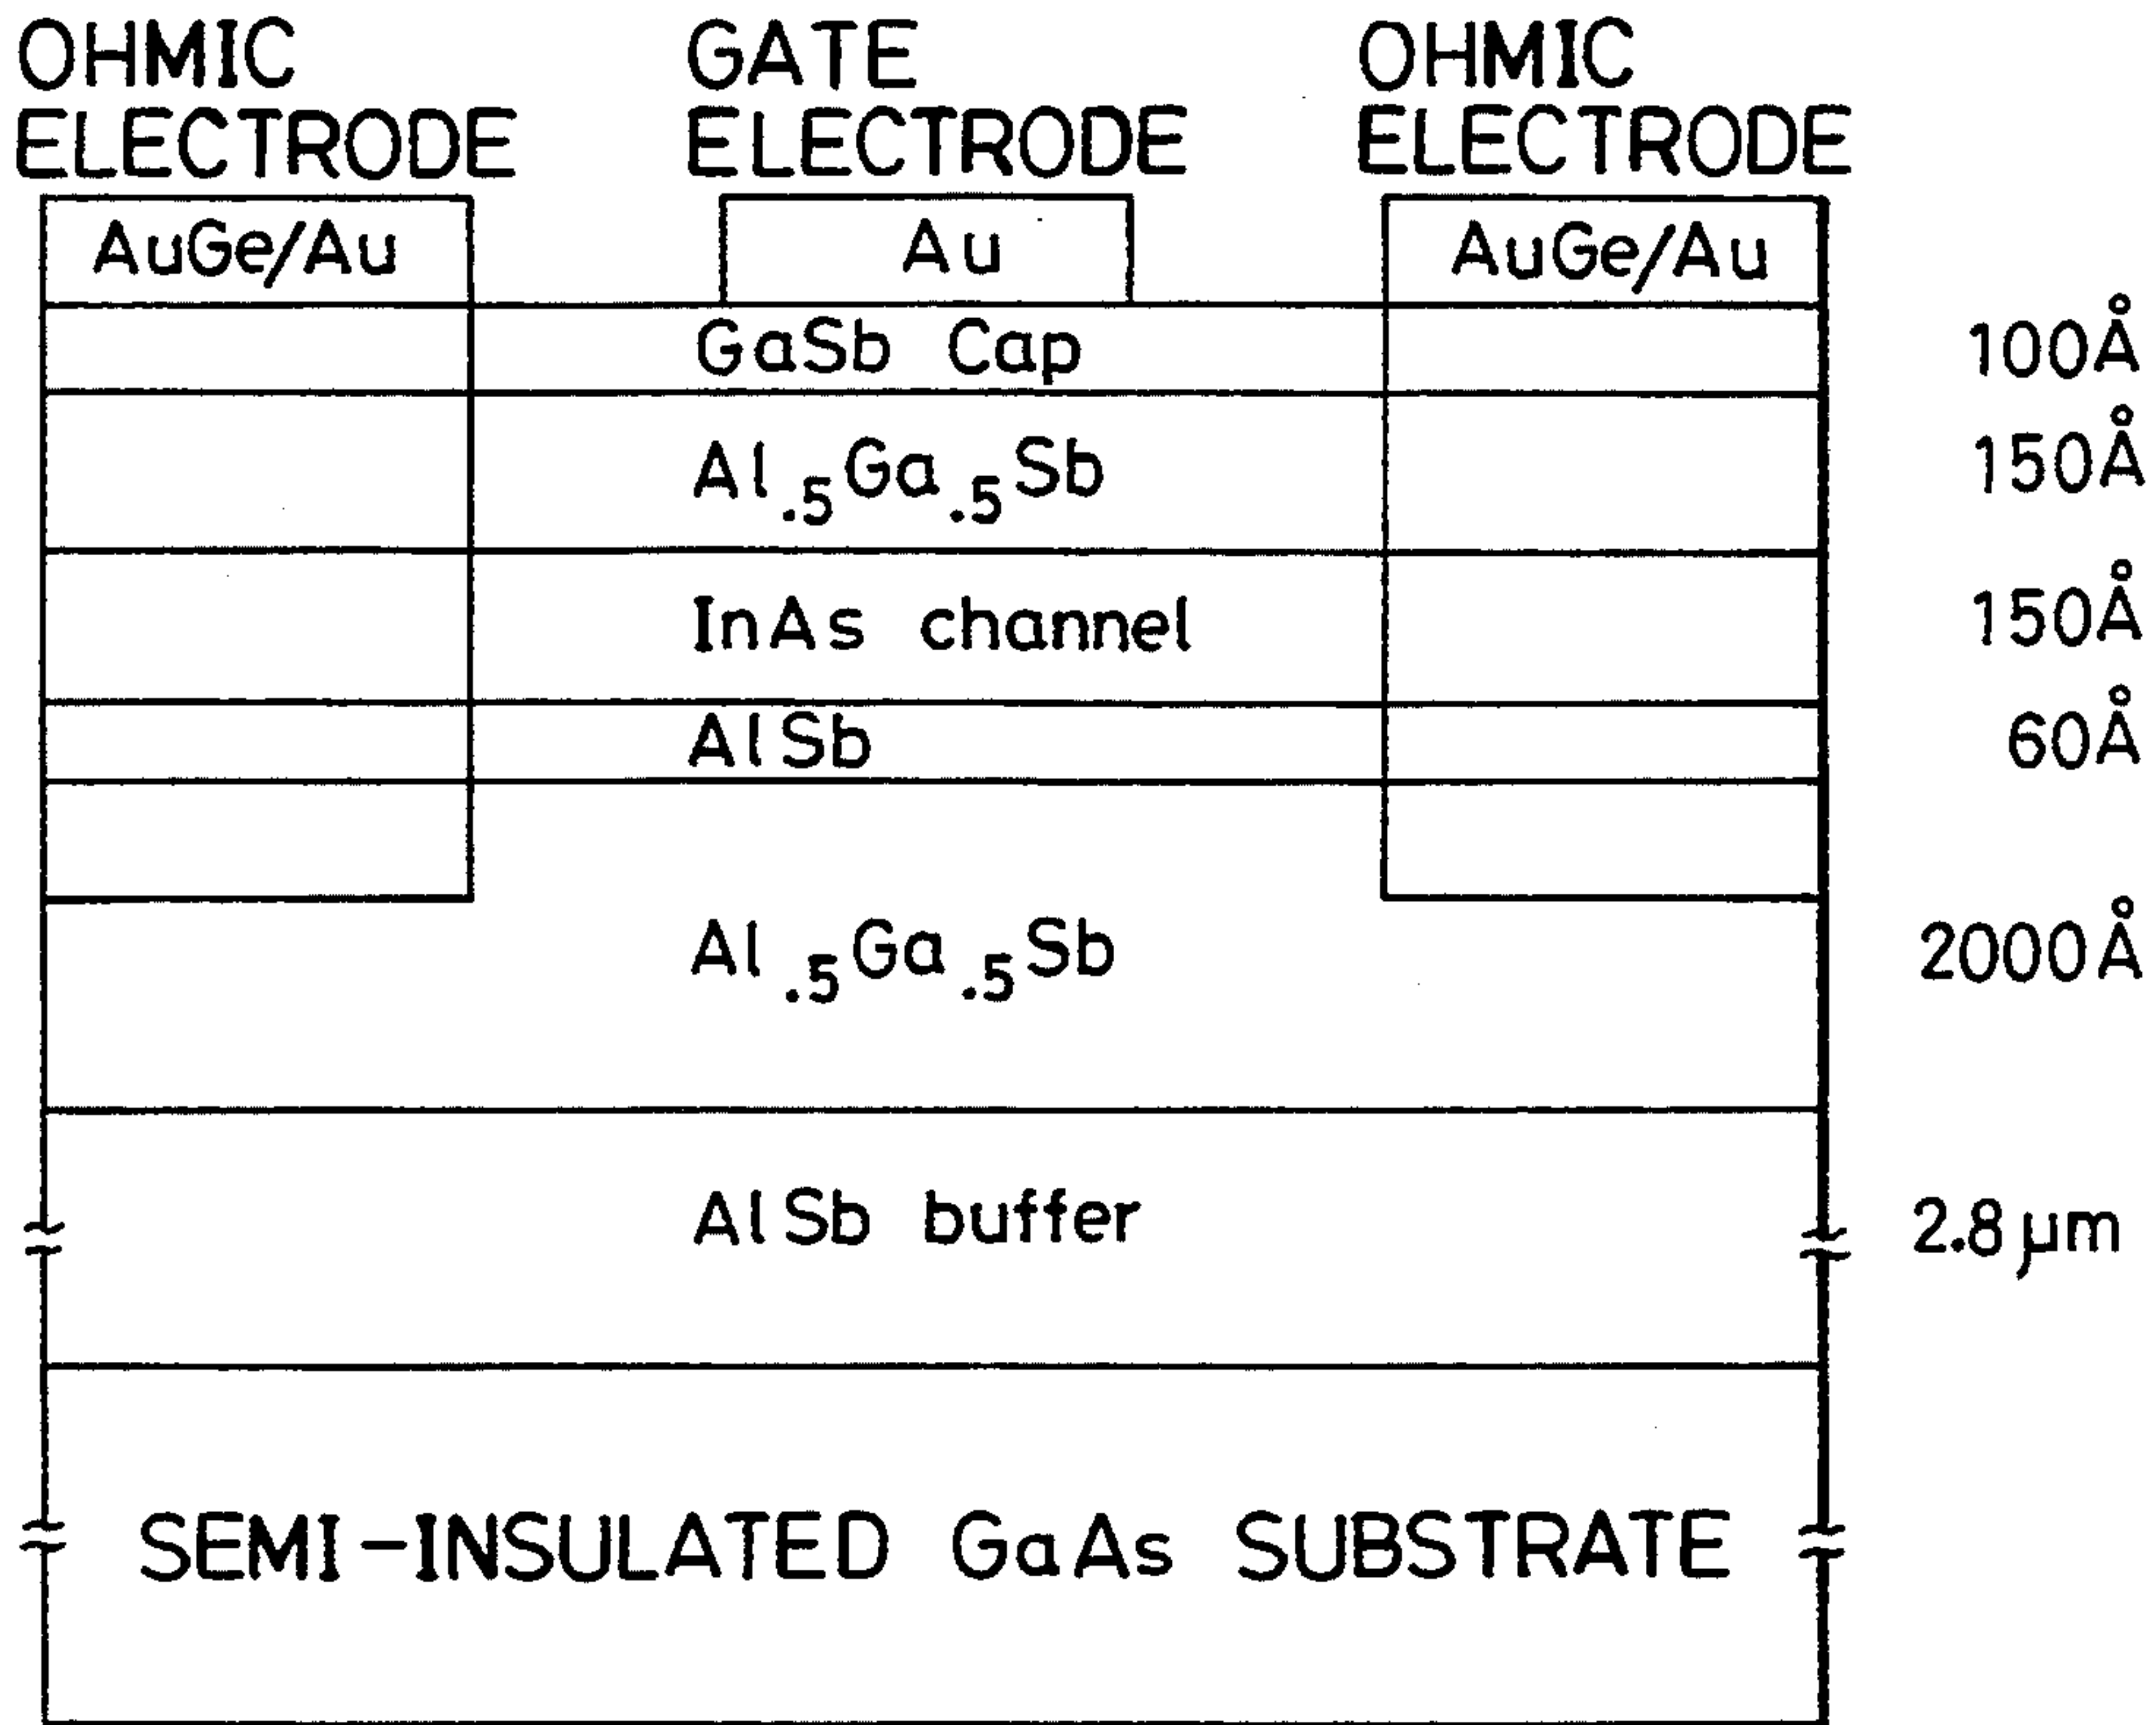 OHMIC ELECTRODE
GATE ELECTRODE
OHMIC ELECTRODE
AuGe/Au
Au
AuGe/Au
GaSb Cap 100Å
Al.5Ga.5Sb 150Å
InAs channel 150Å
AlSb 60Å
Al.5Ga.5Sb 2000Å
AlSb buffer 2.8μm
SEMI-INSULATED GaAs SUBSTRATE